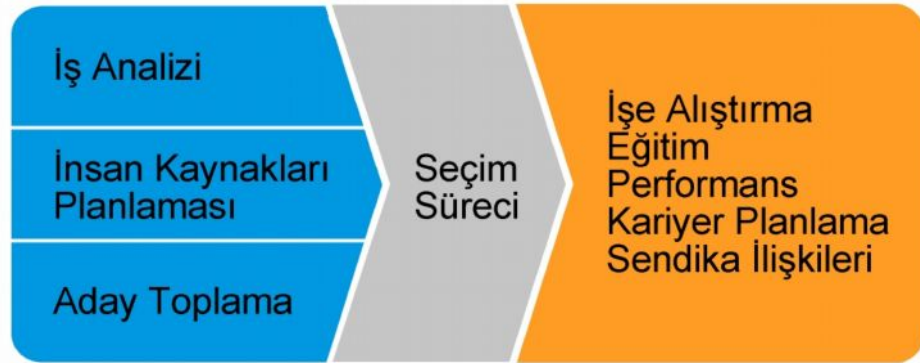 İş Analizi
İnsan Kaynakları
Planlaması
Aday Toplama
Seçim
Süreci
İşe Alıştırma
Eğitim
Performans
Kariyer Planlama
Sendika İlişkileri